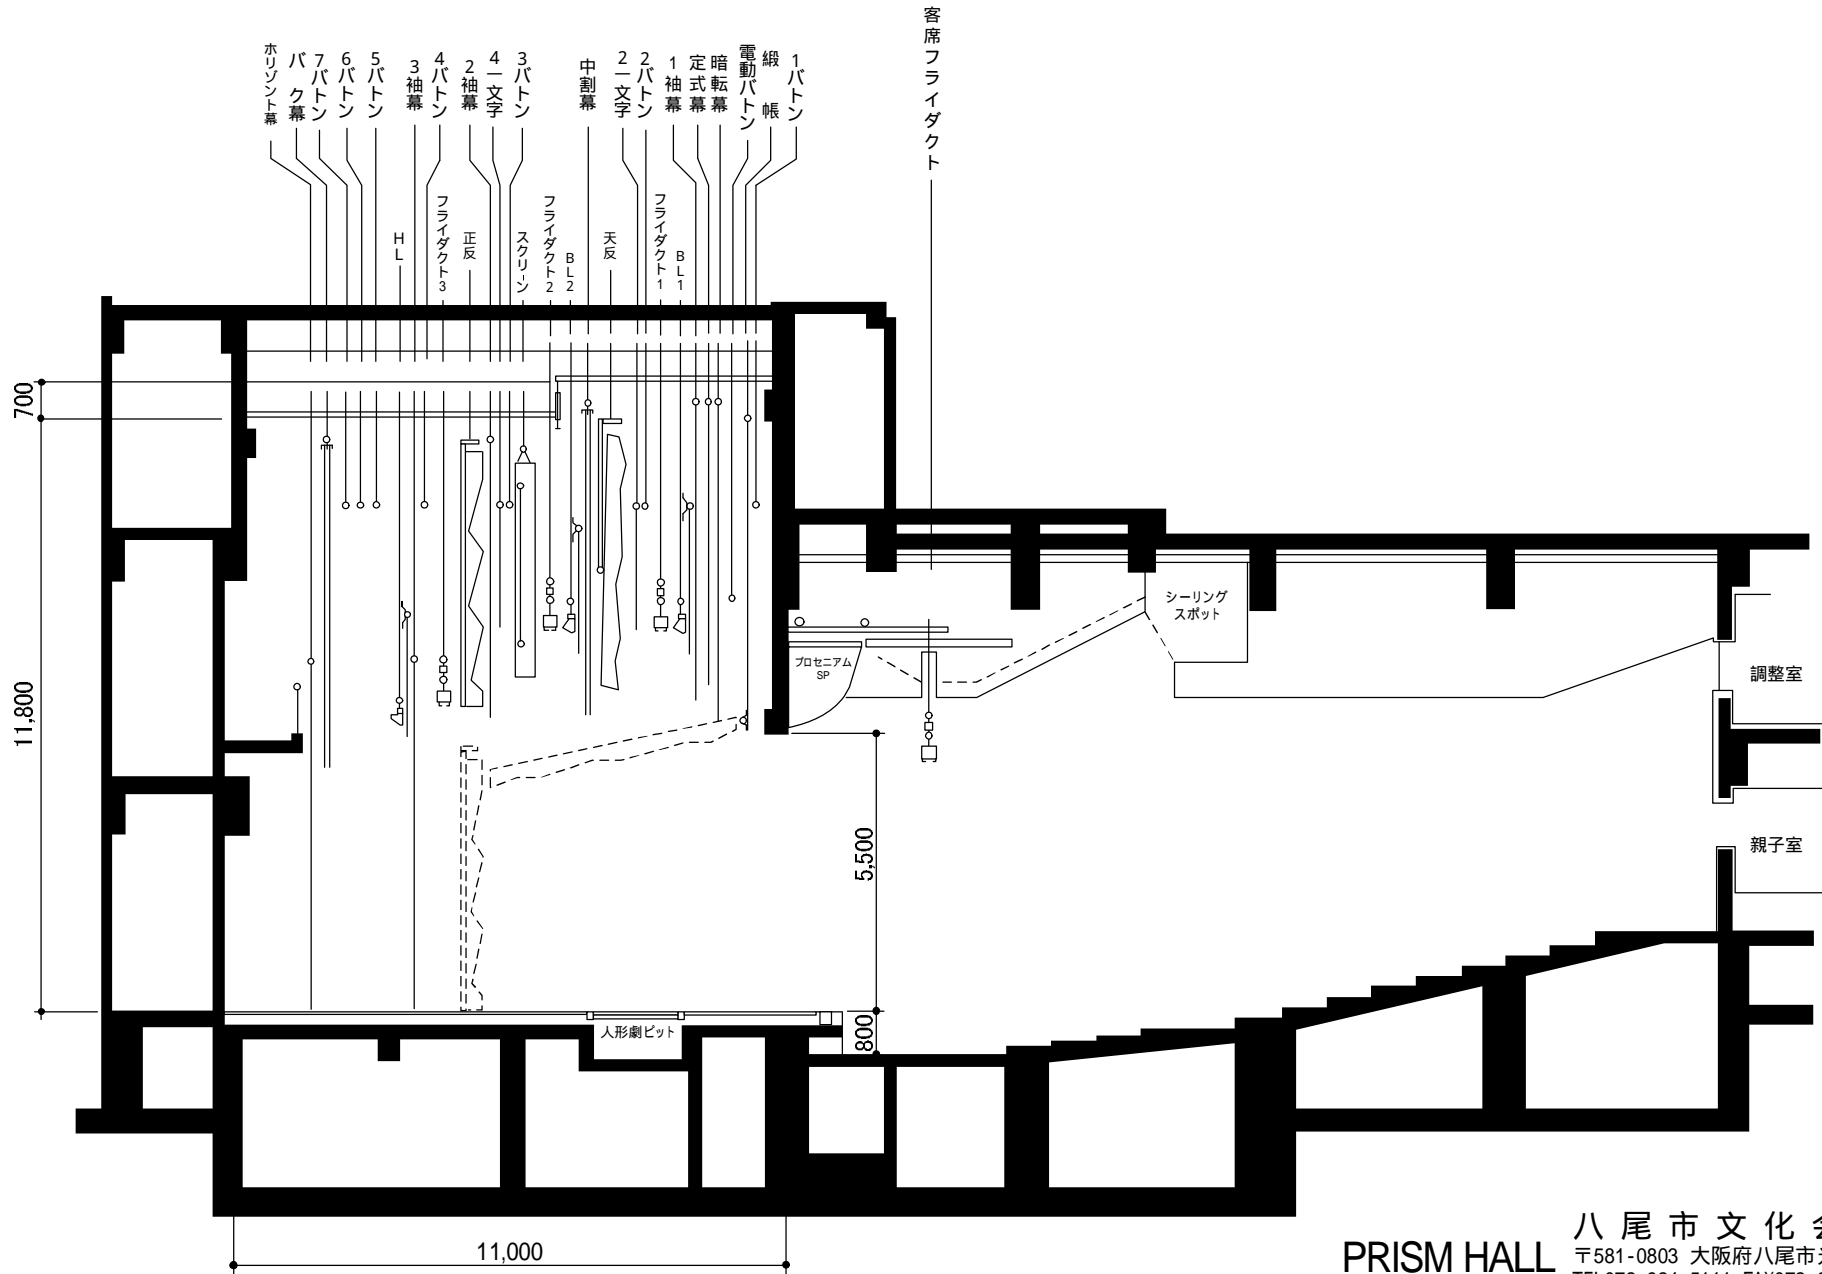 客席フライダクト
ホリゾント幕
バック幕
7バトン
6バトン
5バトン
3袖幕
4バトン
2袖幕
4一文字
3バトン
中割幕
2一文字
2バトン
1袖幕
定式幕
暗転幕
電動バトン
緞帳
1バトン
HL
フライダクト3
正反
スクリーン
フライダクト2
BL2
天反
フライダクト1
BL1
700
11,800
シーリング
スポット
プロセニアム
SP
調整室
親子室
5,500
800
人形劇ピット
11,000
PRISM HALL
八尾市文化
〒581-0803 大阪府八尾市